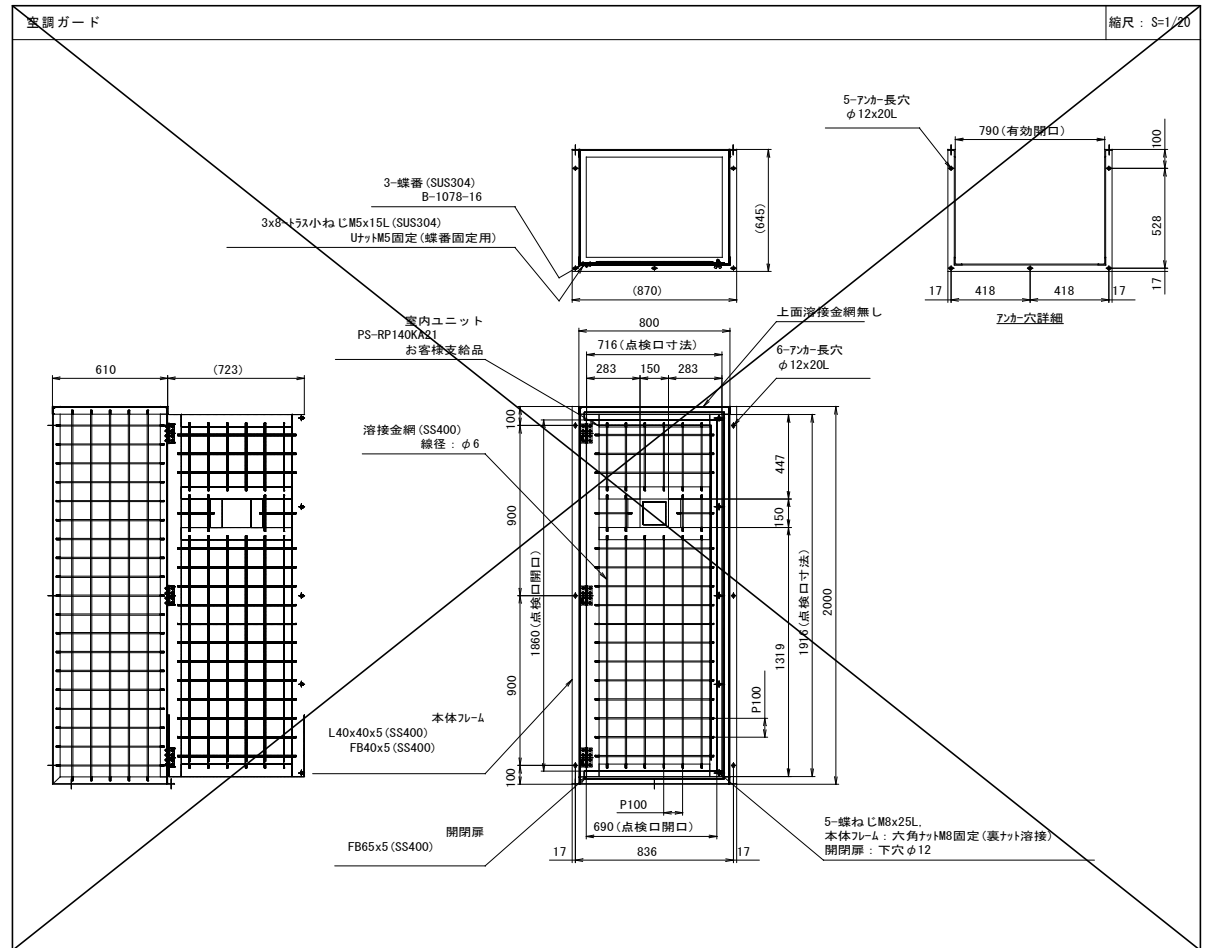 空調ガード
縮尺: S=1/20
5-アンカー長穴
φ12x20L
790(有効開口)
100
528
17
17
418
418
17
アンカー穴詳細
3-蝶番(SUS304)
B-1078-16
3x8-トラス小ねじM5x15L(SUS304)
UナットM5固定(蝶番固定用)
(645)
(870)
室内ユニット
PS-RP140KA21
お客様支給品
800
上面溶接金網無し
716(点検口寸法)
283
150
283
6-アンカー長穴
φ12x20L
610
(723)
溶接金網(SS400)
線径:φ6
100
900
900
100
1860(点検口開口)
447
150
1319
1916(点検口寸法)
2000
P100
本体フレーム
L40x40x5(SS400)
FB40x5(SS400)
開閉扉
FB65x5(SS400)
P100
690(点検口開口)
17
836
17
5-蝶ねじM8x25L,
本体フレーム:六角ナットM8固定(裏ナット溶接)
開閉扉:下穴φ12